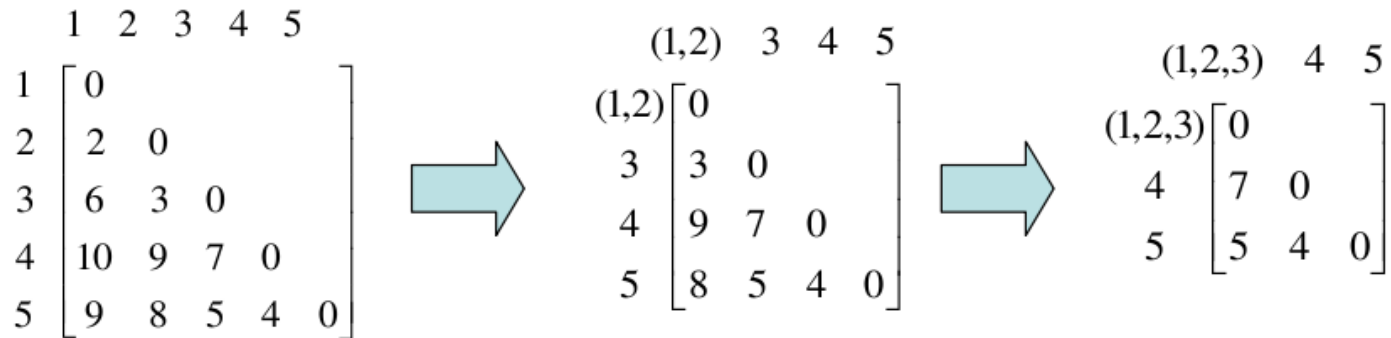 1 2 3 4 5
1 0
2 2 0
3 6 3 0
4 10 9 7 0
5 9 8 5 4 0
(1,2) 3 4 5
(1,2) 0
3 3 0
4 9 7 0
5 8 5 4 0
(1,2,3) 4 5
(1,2,3) 0
4 7 0
5 5 4 0